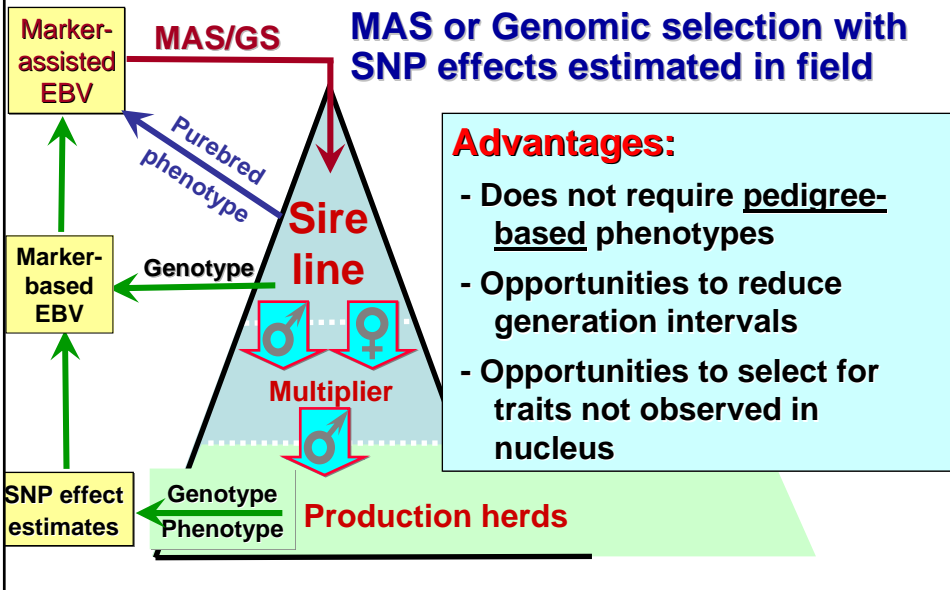 MAS or Genomic selection with
SNP effects estimated in field
Marker-
assisted
EBV
MAS/GS
Purebred
phenotype
Sire
line
Marker-
based
EBV
Genotype
Multiplier
SNP effect
estimates
Genotype
Phenotype
Production herds
Advantages:
- Does not require pedigree-
based phenotypes
- Opportunities to reduce
generation intervals
- Opportunities to select for
traits not observed in
nucleus